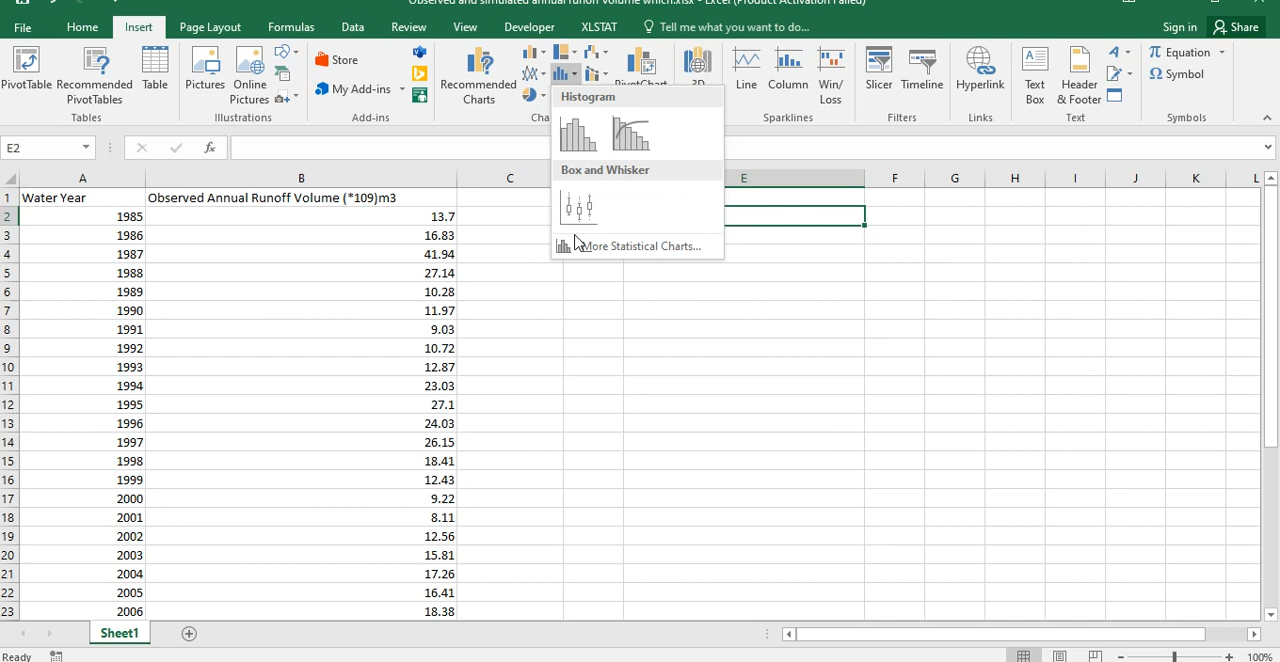 Observed and simulated annual runoff volume which.xlsx - Excel (Product Activation Failed)
File Home Insert Page Layout Formulas Data Review View Developer XLSTAT Tell me what you want to do... Sign in Share
PivotTable Recommended PivotTables Table
Tables
Pictures Online Pictures
Illustrations
Store
My Add-ins
Add-ins
Recommended Charts
Cha
PivotChart 3D
Line Column Win/Loss
Sparklines
Slicer Timeline
Filters
Hyperlink
Links
Text Box Header & Footer
Text
Equation
Symbol
Symbols
Histogram
Box and Whisker
More Statistical Charts...
E2 fx
A B C E F G H I J K L
1 Water Year Observed Annual Runoff Volume (*109)m3
2 1985 13.7
3 1986 16.83
4 1987 41.94
5 1988 27.14
6 1989 10.28
7 1990 11.97
8 1991 9.03
9 1992 10.72
10 1993 12.87
11 1994 23.03
12 1995 27.1
13 1996 24.03
14 1997 26.15
15 1998 18.41
16 1999 12.43
17 2000 9.22
18 2001 8.11
19 2002 12.56
20 2003 15.81
21 2004 17.26
22 2005 16.41
23 2006 18.38
Sheet1
Ready 100%